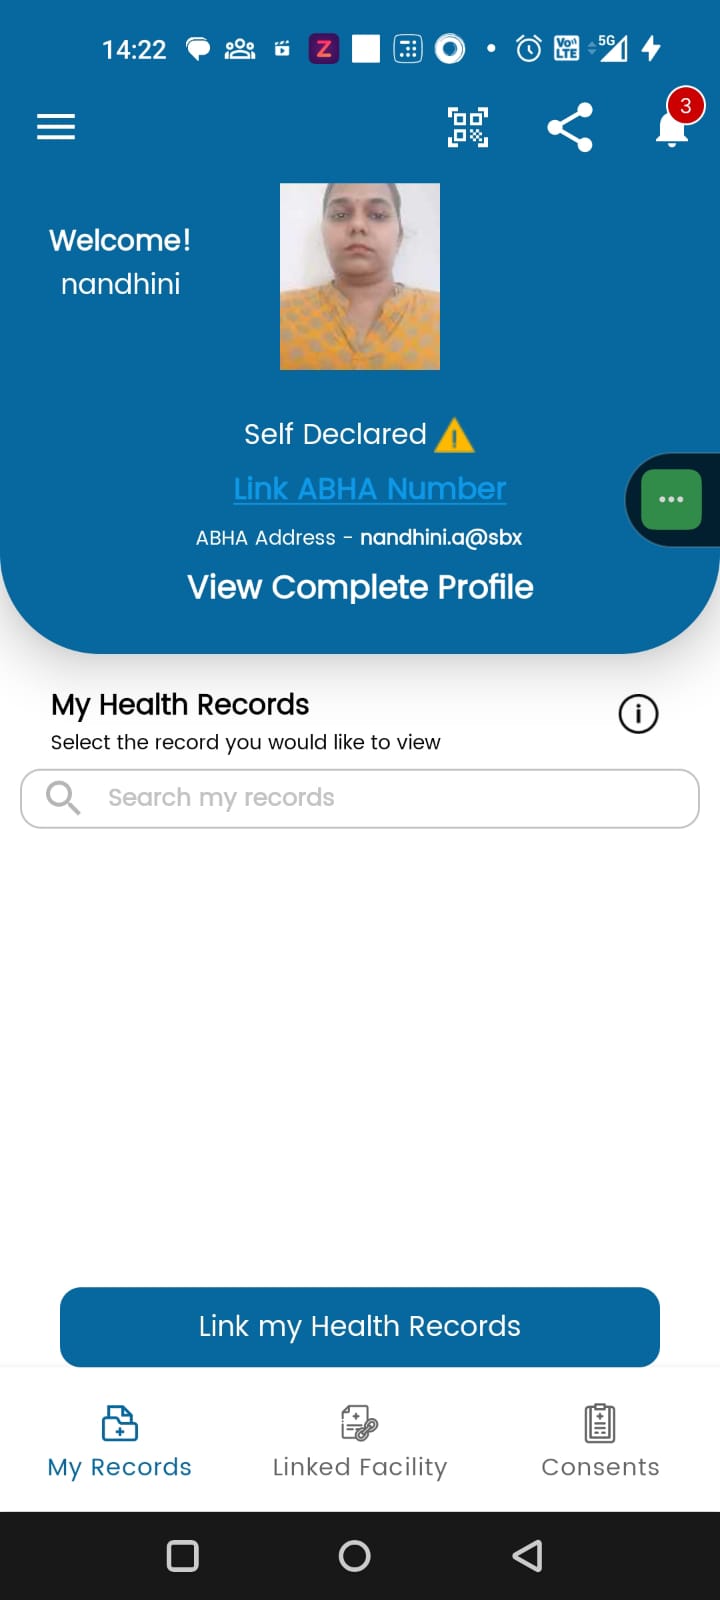 14:22 Z VoD LTE 5G
3
Welcome!
nandhini
Self Declared
Link ABHA Number
ABHA Address - nandhini.a@sbx
View Complete Profile
My Health Records
Select the record you would like to view
Search my records
Link my Health Records
My Records Linked Facility Consents